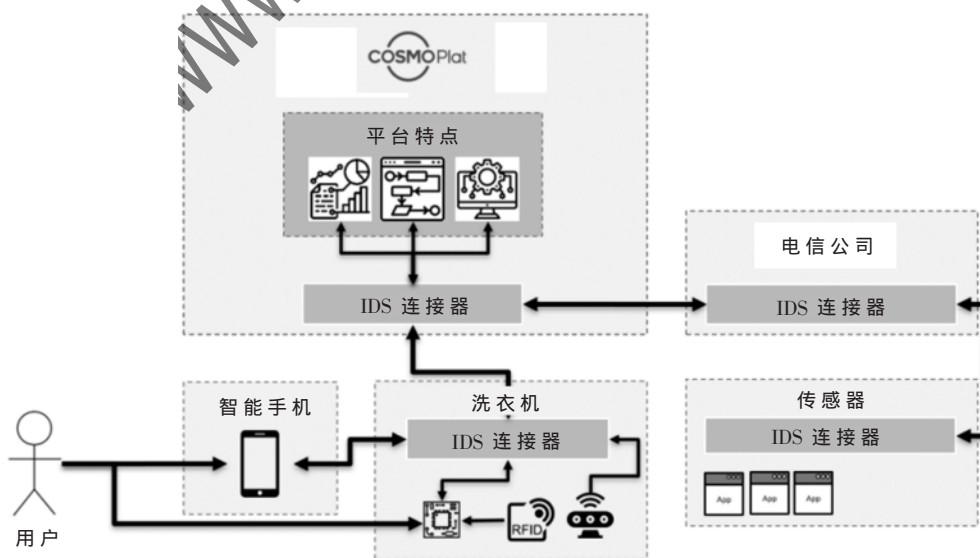 WWW.
COSMOPlat
平台特点
IDS 连接器
电信公司
IDS 连接器
智能手机
洗衣机
IDS 连接器
传感器
IDS 连接器
App
App
App
RFID
用户